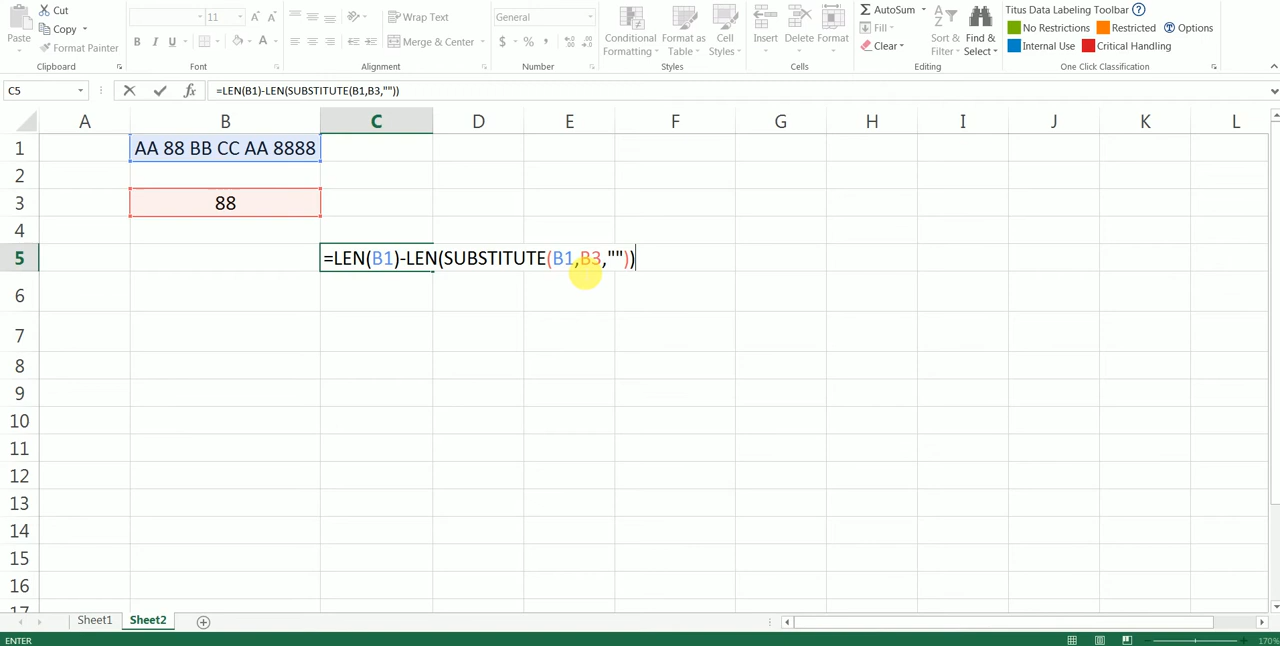 Cut
Copy
Format Painter
Paste
Clipboard
11
B I U
Font
Wrap Text
Merge & Center
Alignment
General
$ % ,
Number
Conditional Formatting
Format as Table
Cell Styles
Styles
Insert
Delete
Format
Cells
AutoSum
Fill
Clear
Sort & Filter
Find & Select
Editing
Titus Data Labeling Toolbar
No Restrictions
Restricted
Options
Internal Use
Critical Handling
One Click Classification
C5
fx
=LEN(B1)-LEN(SUBSTITUTE(B1,B3,""))
A B C D E F G H I J K L
1 AA 88 BB CC AA 8888
2
3 88
4
5 =LEN(B1)-LEN(SUBSTITUTE(B1,B3,""))
6
7
8
9
10
11
12
13
14
15
16
17
Sheet1 Sheet2
ENTER
170%